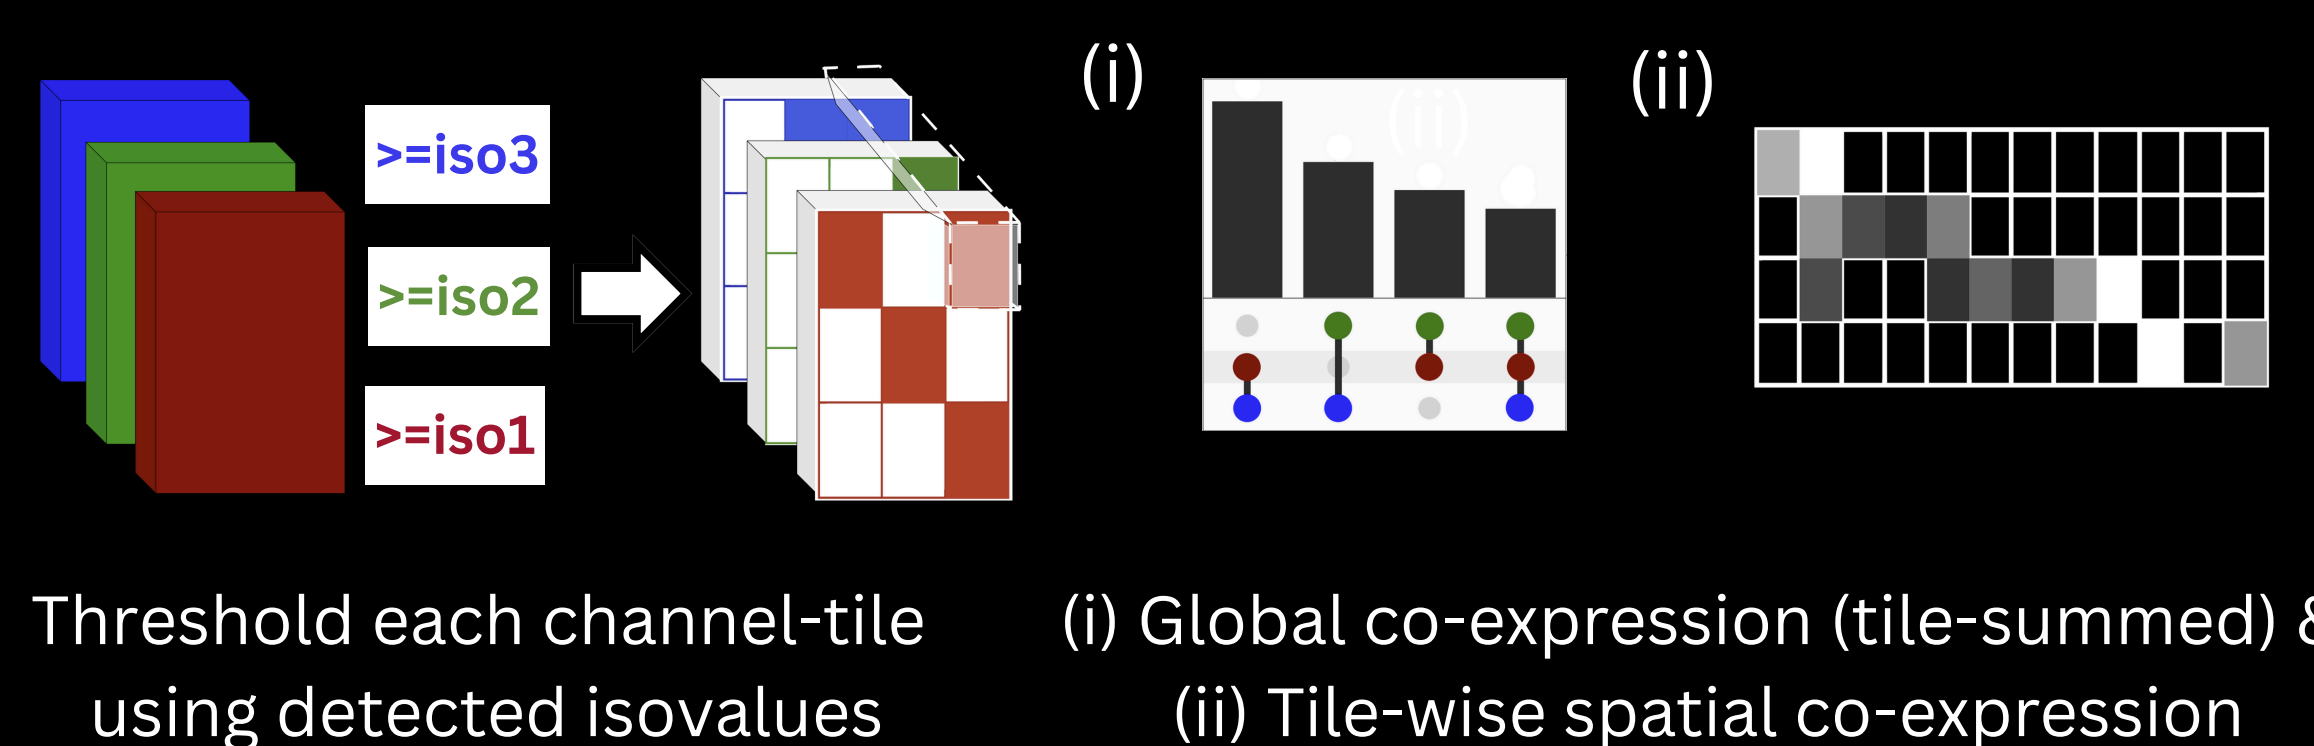 (i)
(ii)
>=iso3
(ii)
>=iso2
>=iso1
Threshold each channel-tile
using detected isovalues
(i) Global co-expression (tile-summed) &
(ii) Tile-wise spatial co-expression